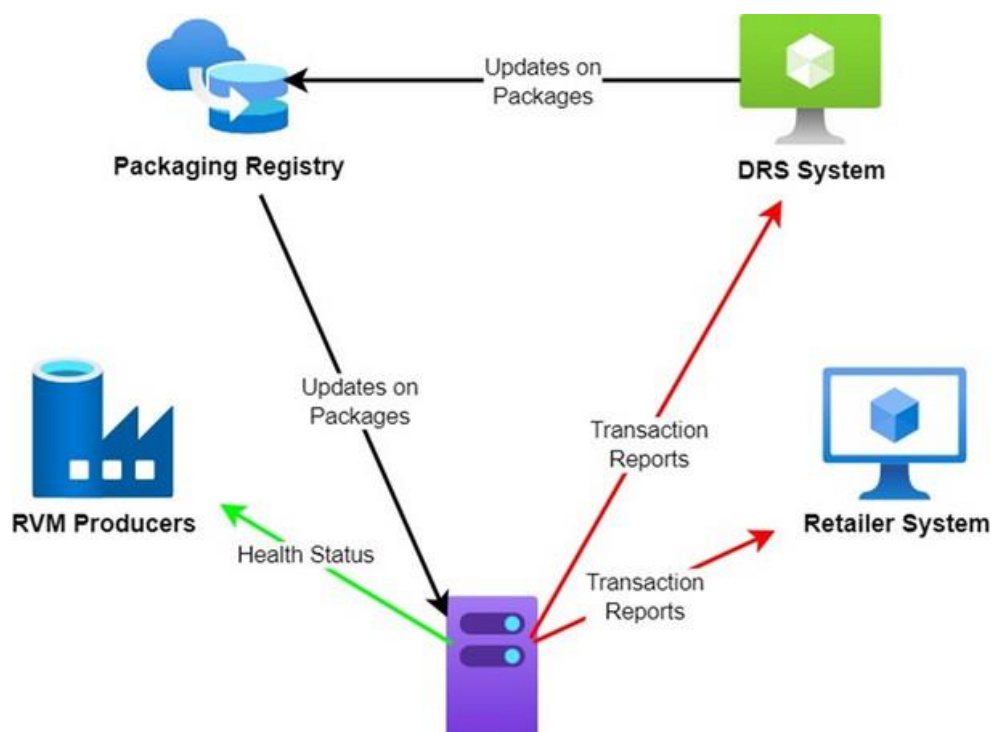 Updates on
Packages
Packaging Registry
DRS System
Updates on
Packages
Transaction
Reports
RVM Producers
Retailer System
Health Status
Transaction
Reports